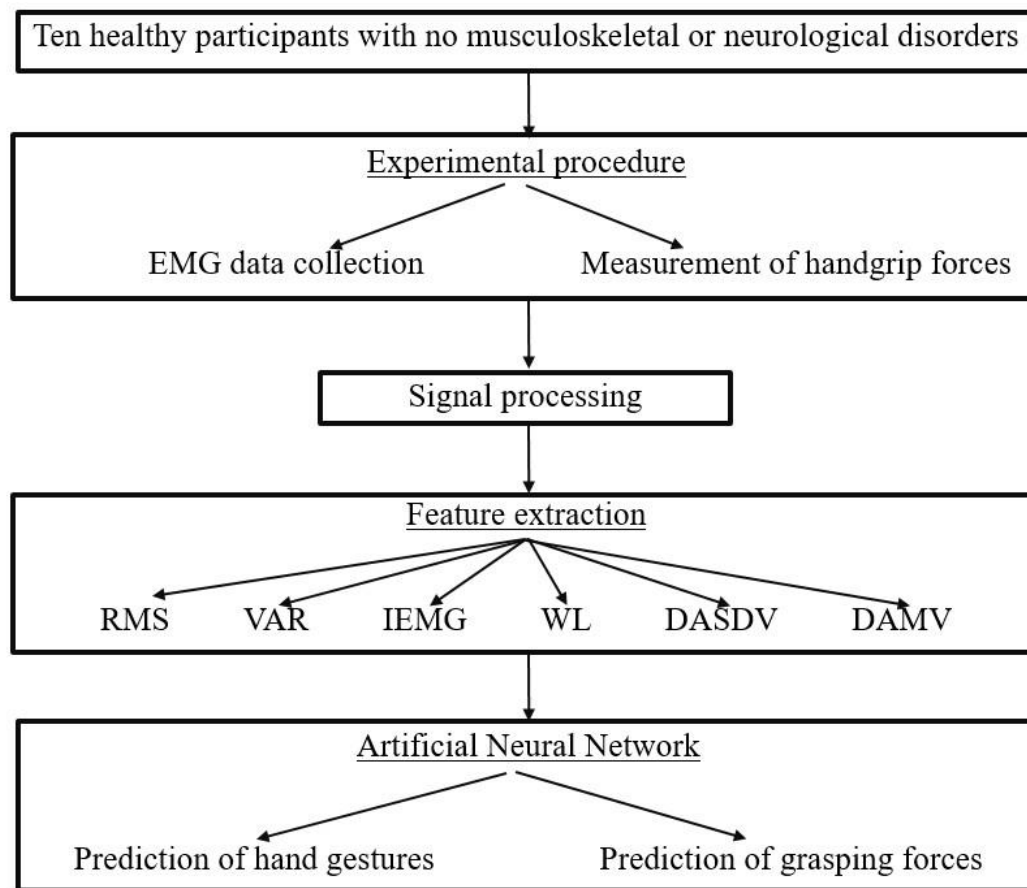 Ten healthy participants with no musculoskeletal or neurological disorders
Experimental procedure
EMG data collection Measurement of handgrip forces
Signal processing
Feature extraction
RMS VAR IEMG WL DASDV DAMV
Artificial Neural Network
Prediction of hand gestures Prediction of grasping forces